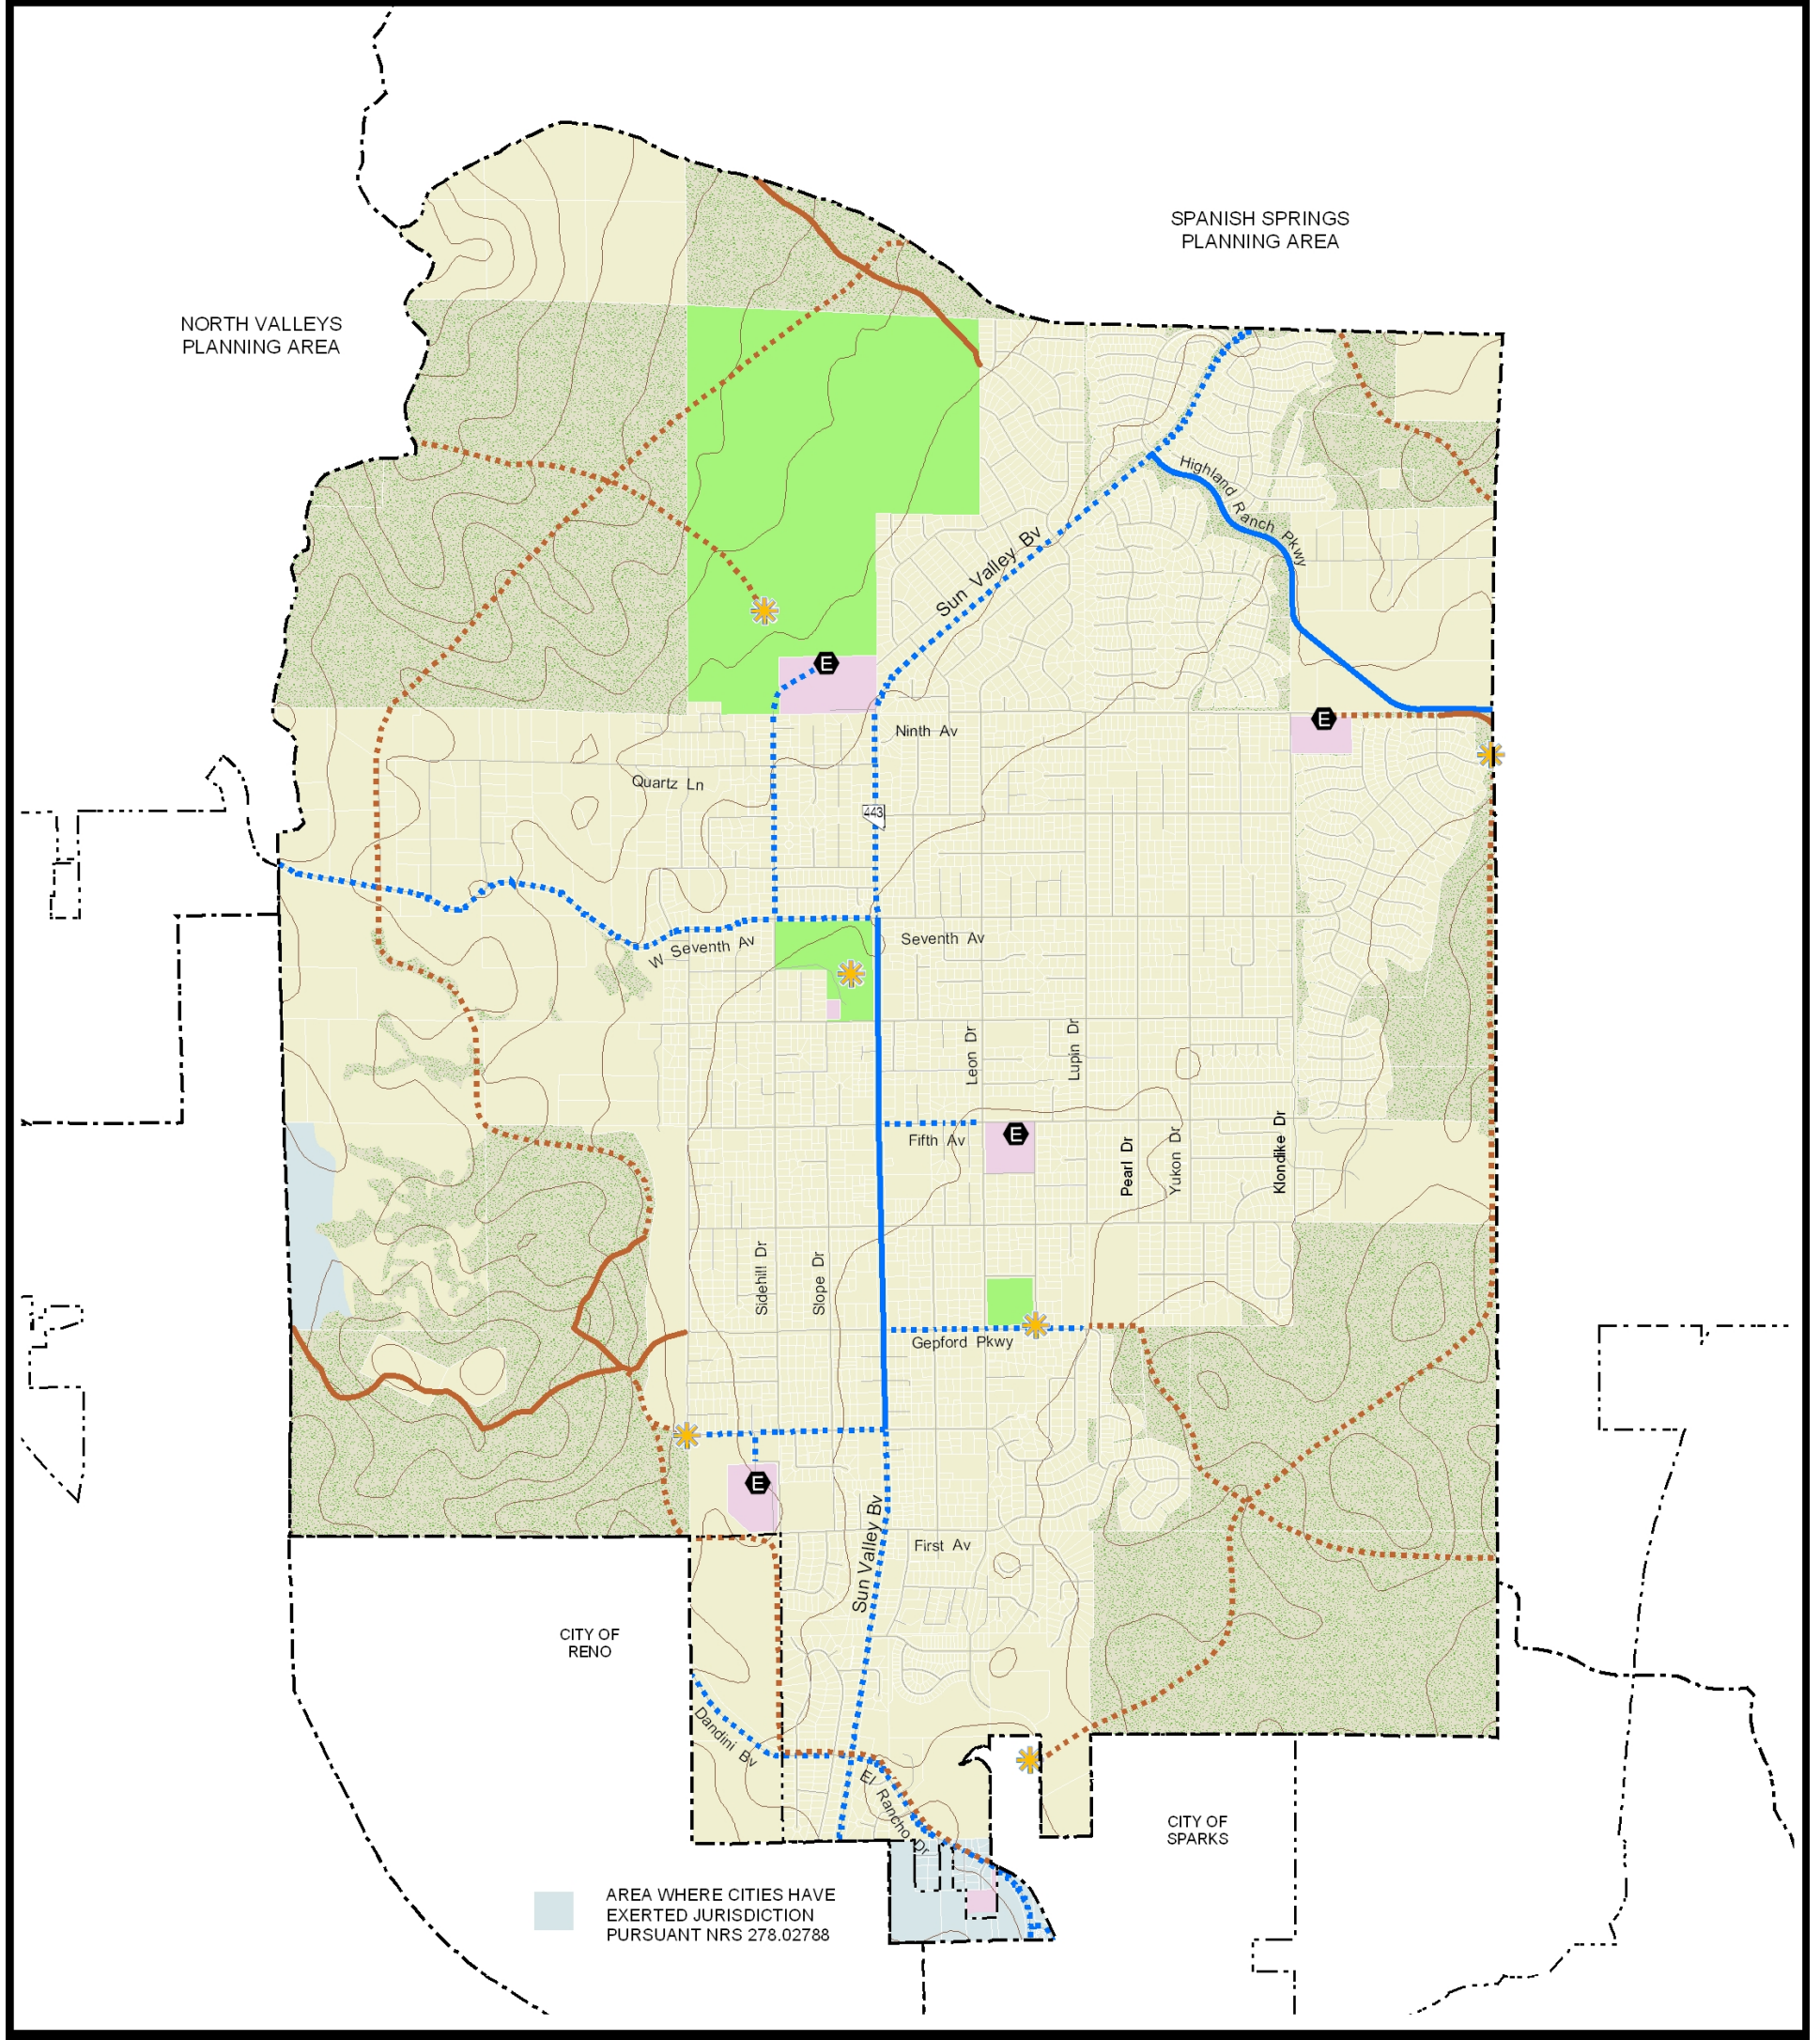 SPANISH SPRINGS
PLANNING AREA
NORTH VALLEYS
PLANNING AREA
Highland Ranch Pkwy
Sun Valley Bv
E
E
Ninth Av
Quartz Ln
443
W Seventh Av
Seventh Av
Leon Dr
Lupin Dr
E
Fifth Av
Pearl Dr
Yukon Dr
Klondike Dr
Sidehill Dr
Slope Dr
Gepford Pkwy
E
Sun Valley Bv
First Av
CITY OF
RENO
Dandini Bv
El Rancho Dr
CITY OF
SPARKS
AREA WHERE CITIES HAVE
EXERTED JURISDICTION
PURSUANT NRS 278.02788